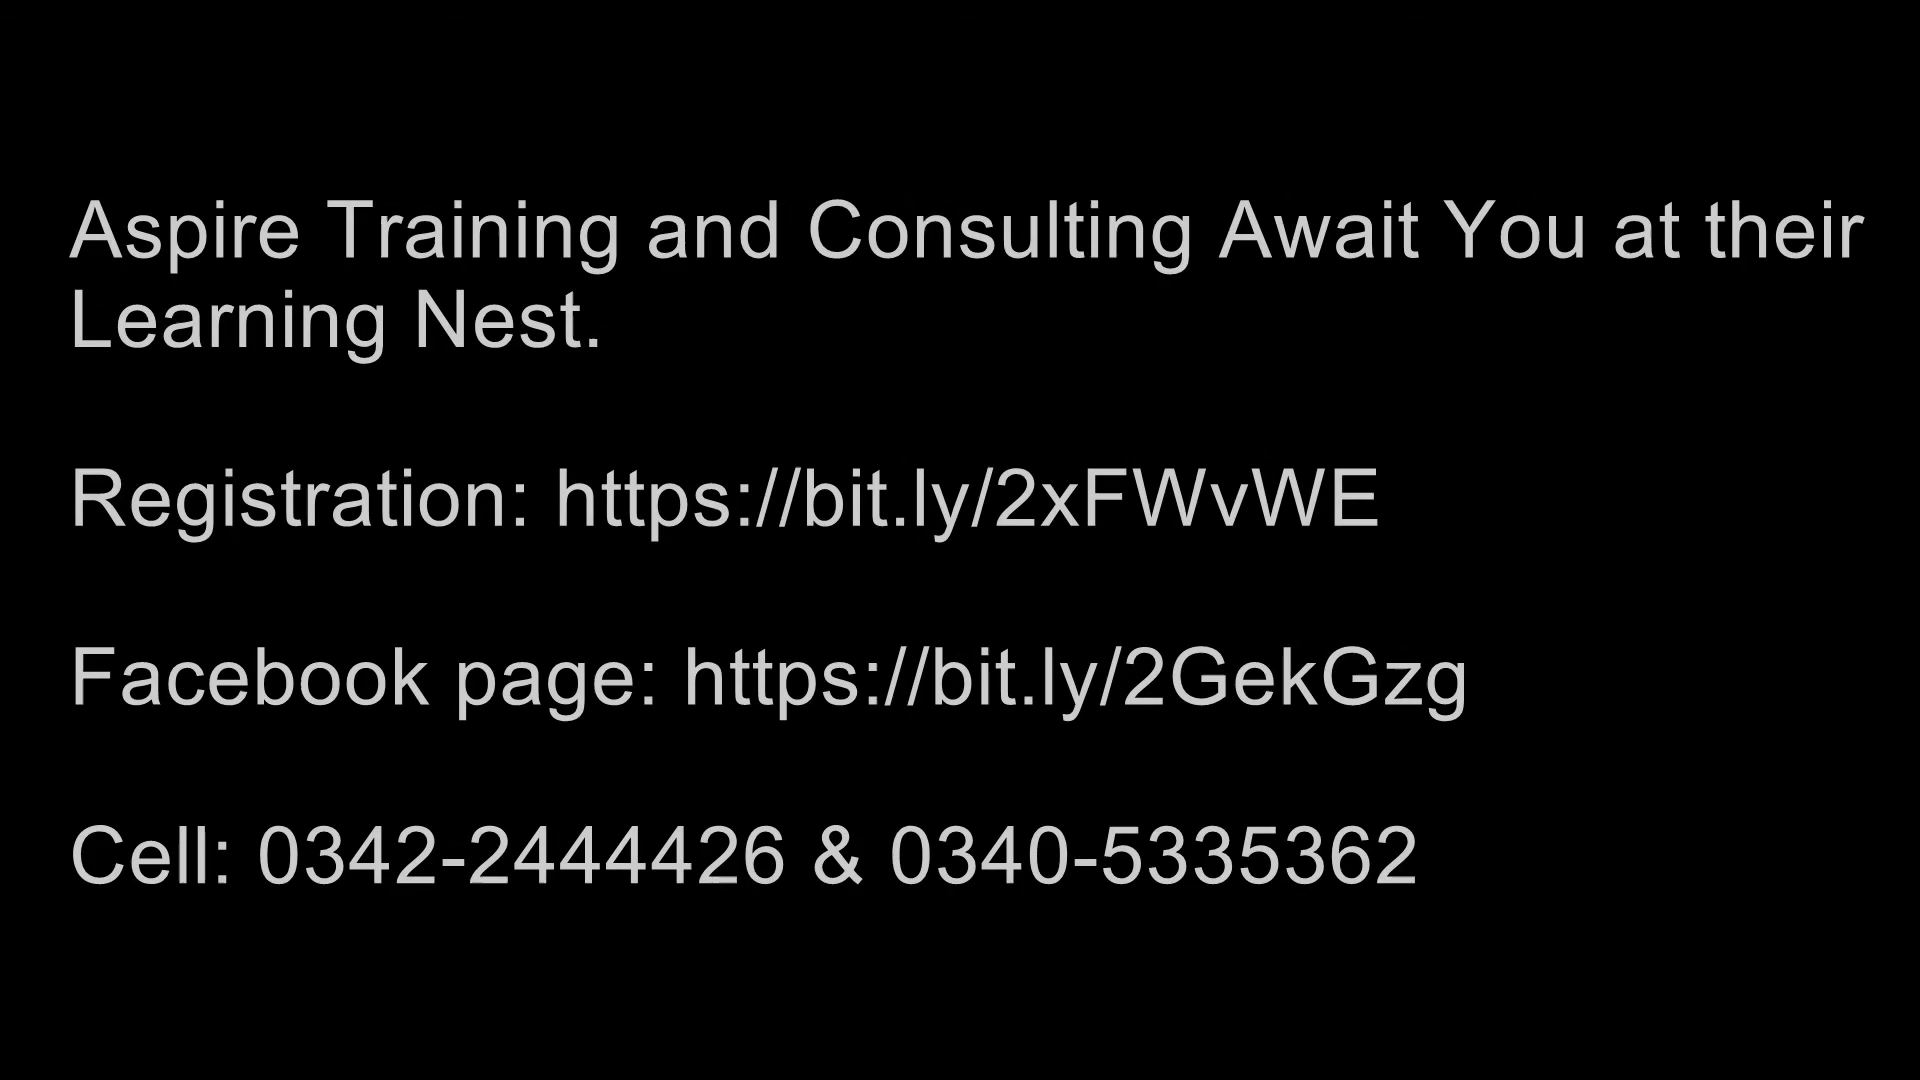 Aspire Training and Consulting Await You at their
Learning Nest.
Registration: https://bit.ly/2xFWvWE
Facebook page: https://bit.ly/2GekGzg
Cell: 0342-2444426 & 0340-5335362